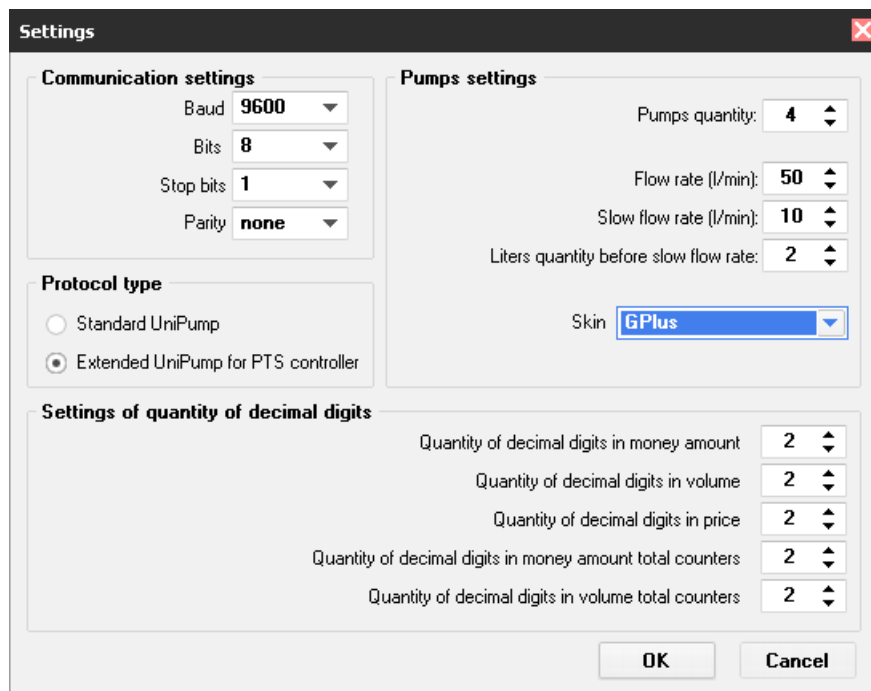 Settings
Communication settings
Baud 9600
Bits 8
Stop bits 1
Parity none
Protocol type
Standard UniPump
Extended UniPump for PTS controller
Pumps settings
Pumps quantity: 4
Flow rate (l/min): 50
Slow flow rate (l/min): 10
Liters quantity before slow flow rate: 2
Skin GPlus
Settings of quantity of decimal digits
Quantity of decimal digits in money amount 2
Quantity of decimal digits in volume 2
Quantity of decimal digits in price 2
Quantity of decimal digits in money amount total counters 2
Quantity of decimal digits in volume total counters 2
OK Cancel